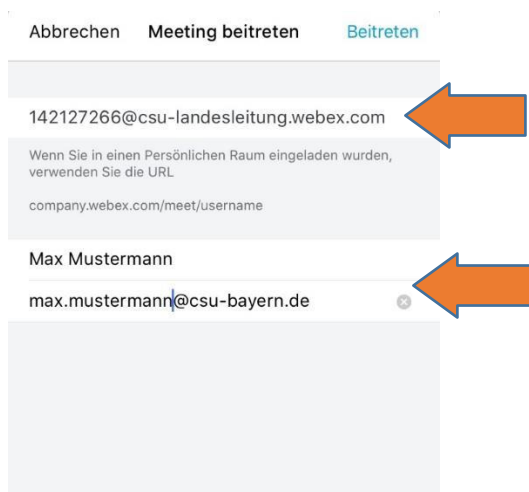 Abbrechen Meeting beitreten Beitreten
142127266@csu-landesleitung.webex.com
Wenn Sie in einen Persönlichen Raum eingeladen wurden,
verwenden Sie die URL
company.webex.com/meet/username
Max Mustermann
max.mustermann@csu-bayern.de